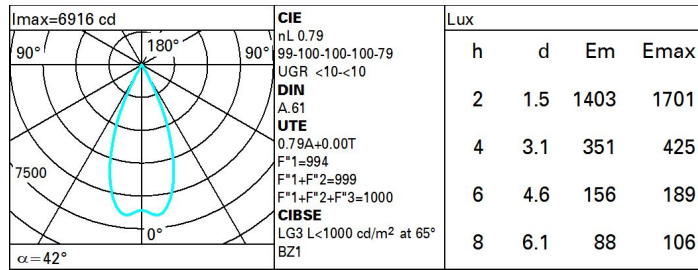 Imax=6916 cd
90°
180°
90°
7500
0°
α=42°
CIE
nL 0.79
99-100-100-100-79
UGR <10-<10
DIN
A.61
UTE
0.79A+0.00T
F"1=994
F"1+F"2=999
F"1+F"2+F"3=1000
CIBSE
LG3 L<1000 cd/m² at 65°
BZ1
Lux
h d Em Emax
2 1.5 1403 1701
4 3.1 351 425
6 4.6 156 189
8 6.1 88 106